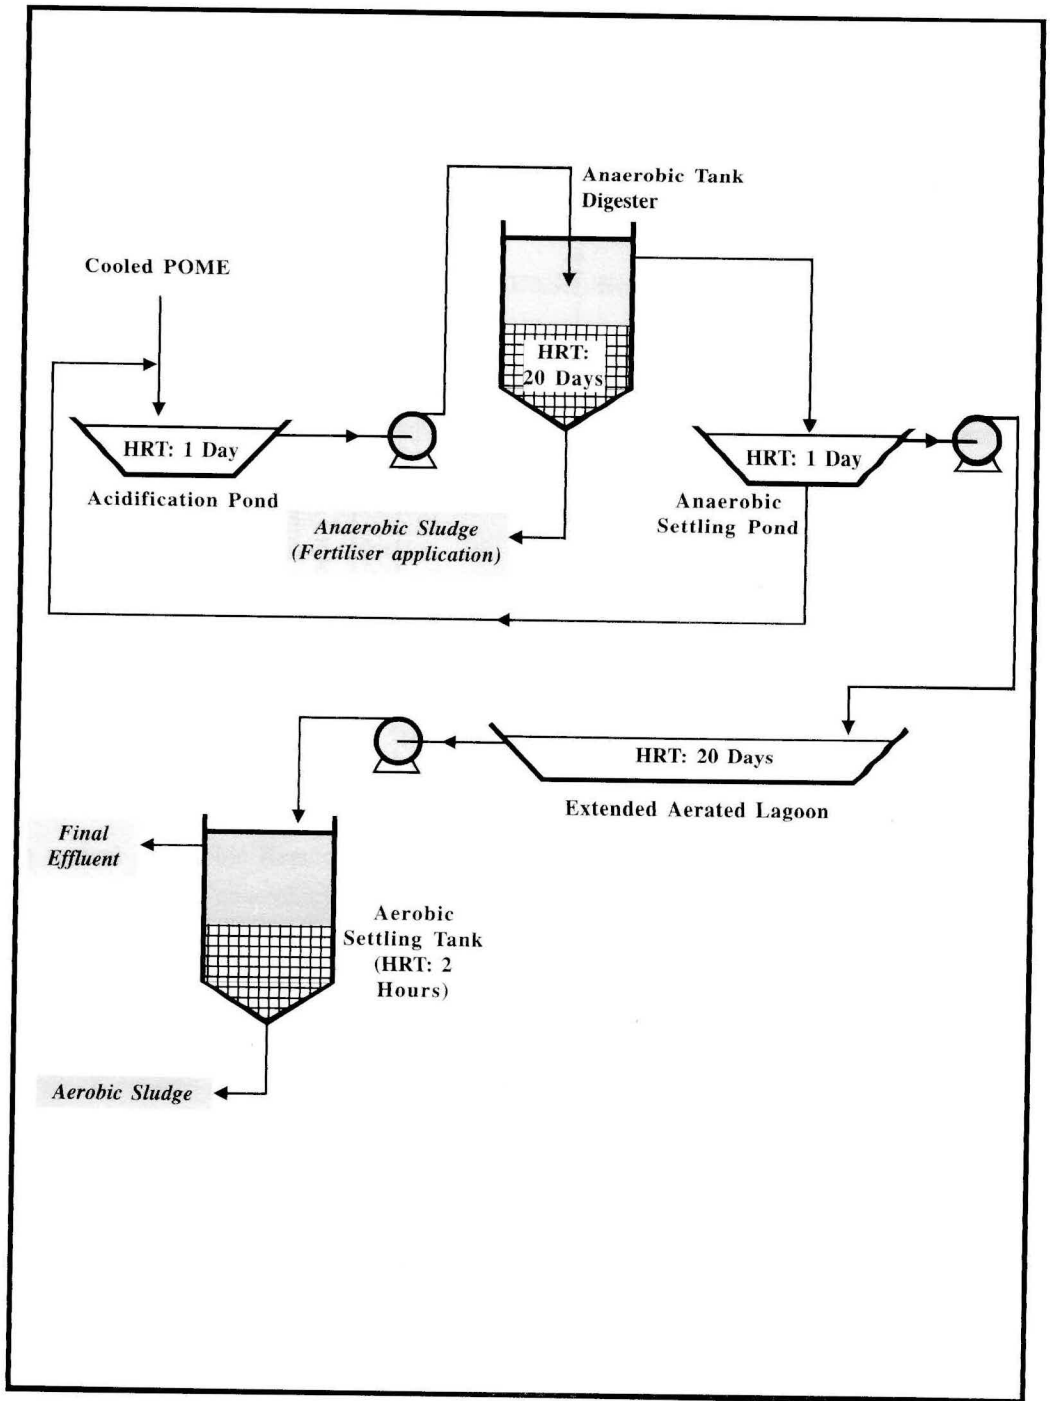 Anaerobic Tank
Digester
Cooled POME
HRT:
20 Days
HRT: 1 Day
Acidification Pond
HRT: 1 Day
Anaerobic
Settling Pond
Anaerobic Sludge
(Fertiliser application)
HRT: 20 Days
Extended Aerated Lagoon
Final
Effluent
Aerobic
Settling Tank
(HRT: 2
Hours)
Aerobic Sludge